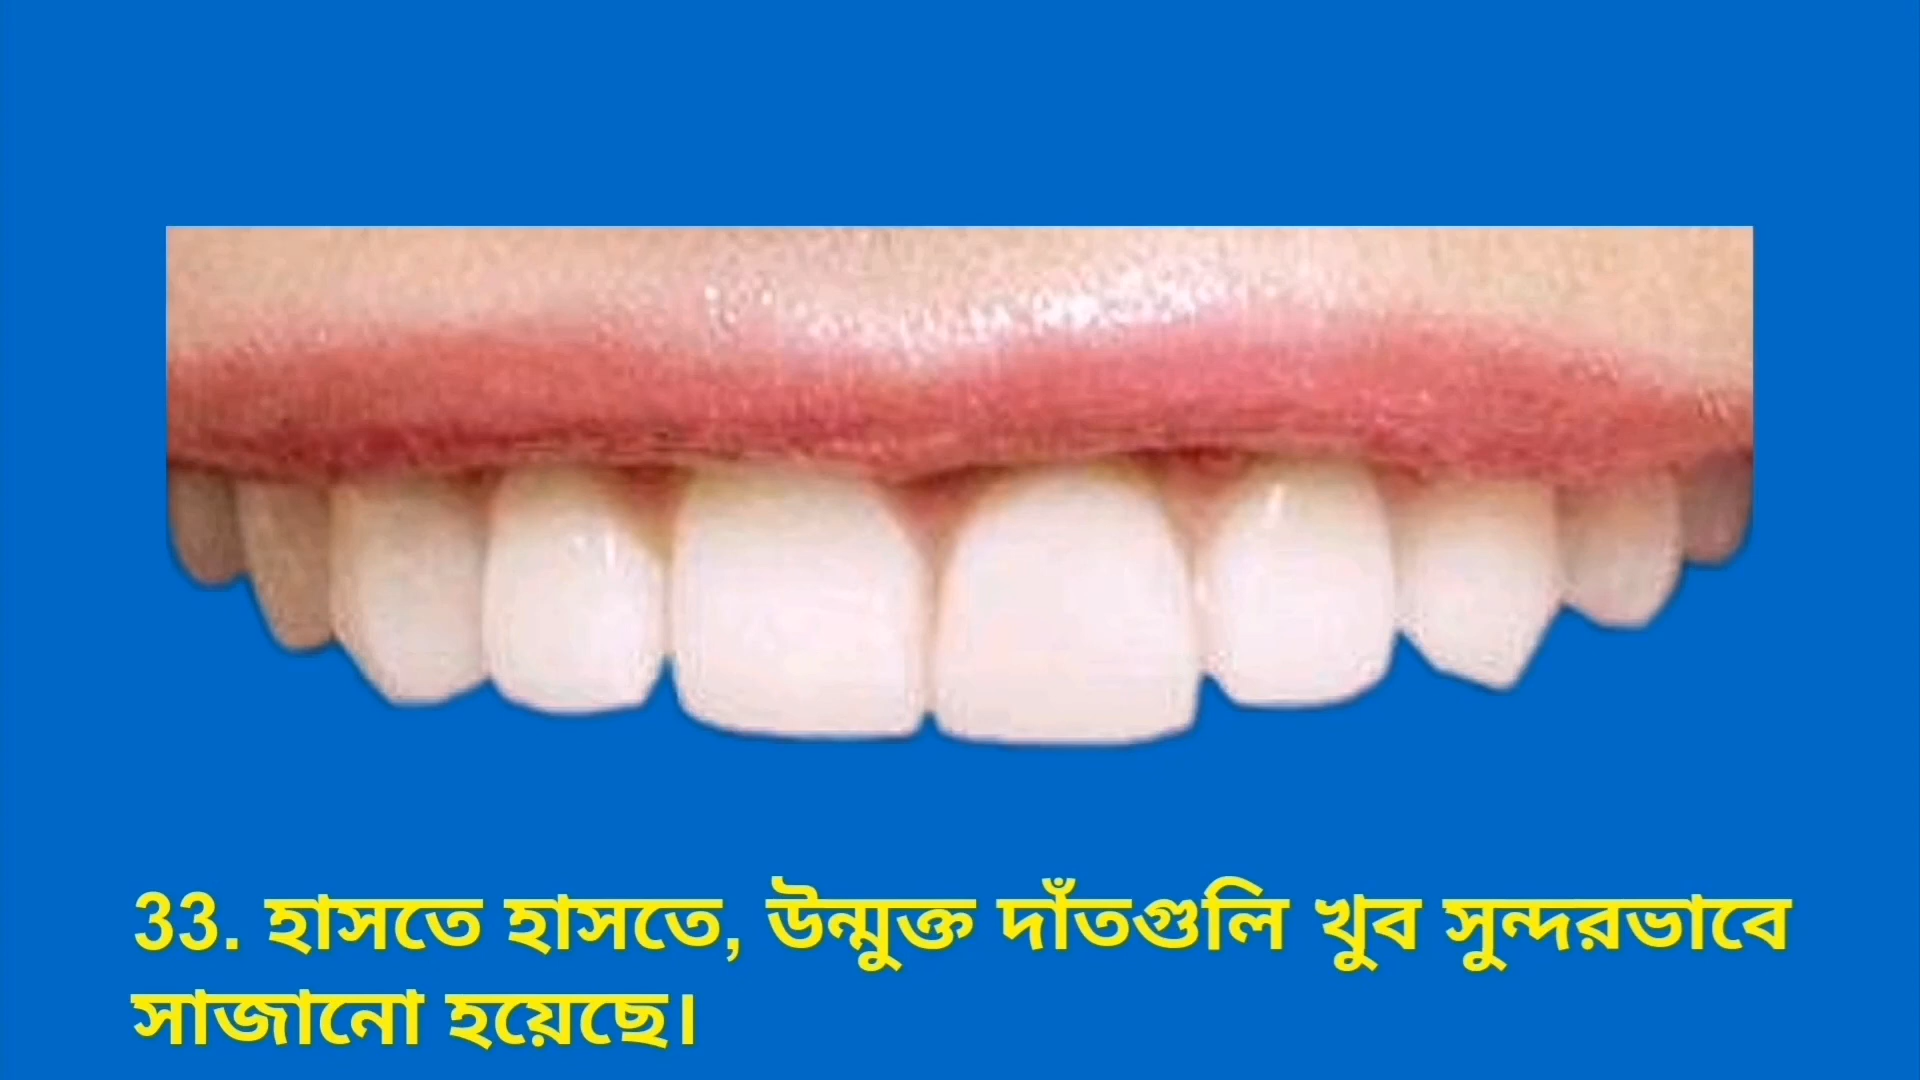 33. হাসতে হাসতে, উন্মুক্ত দাঁতগুলি খুব সুন্দরভাবে
সাজানো হয়েছে।